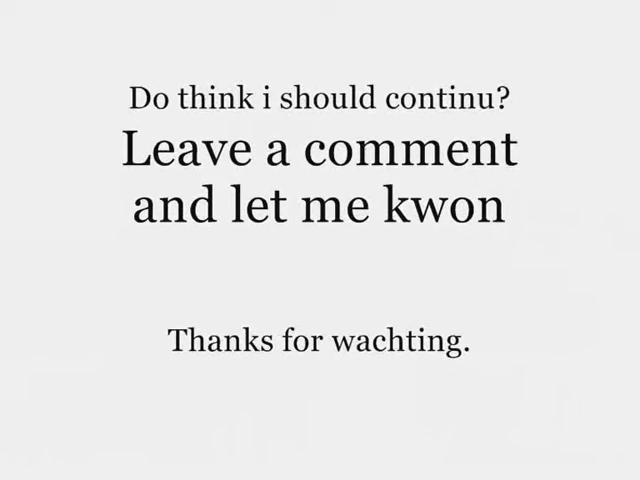 Do think i should continu?
Leave a comment
and let me kwon
Thanks for wachting.